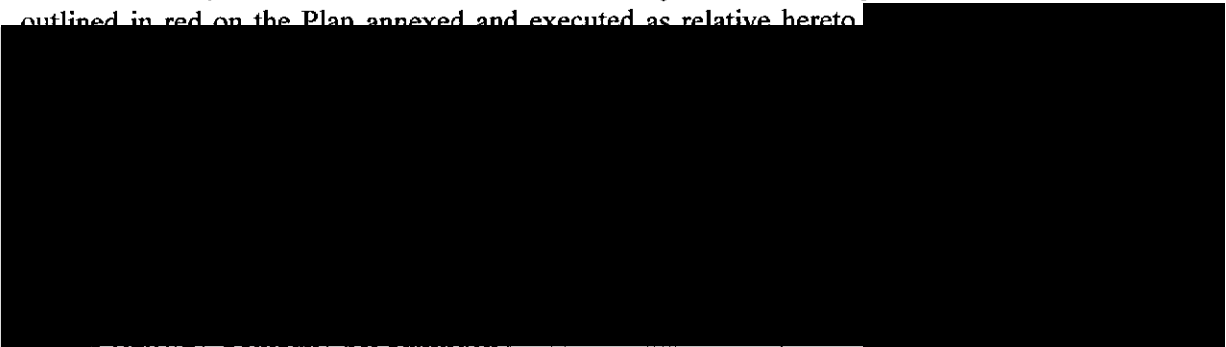 outlined in red on the Plan annexed and executed as relative hereto